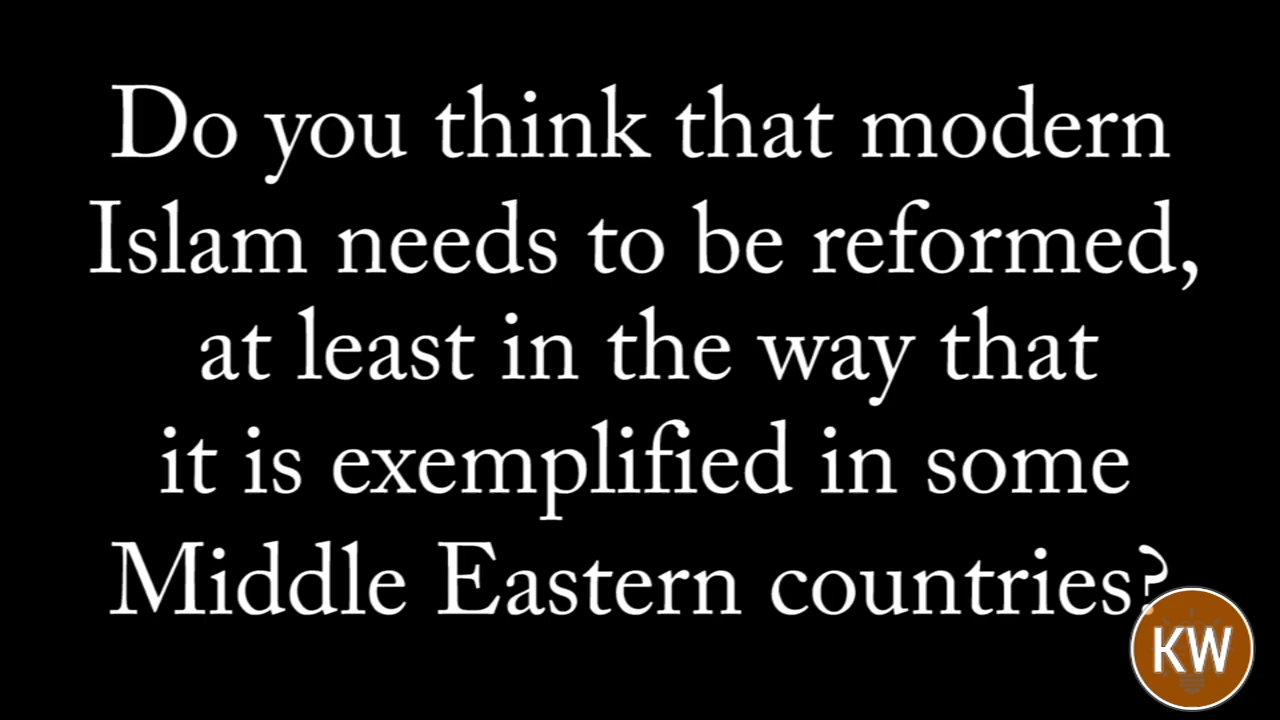 Do you think that modern
Islam needs to be reformed,
at least in the way that
it is exemplified in some
Middle Eastern countries?
KW